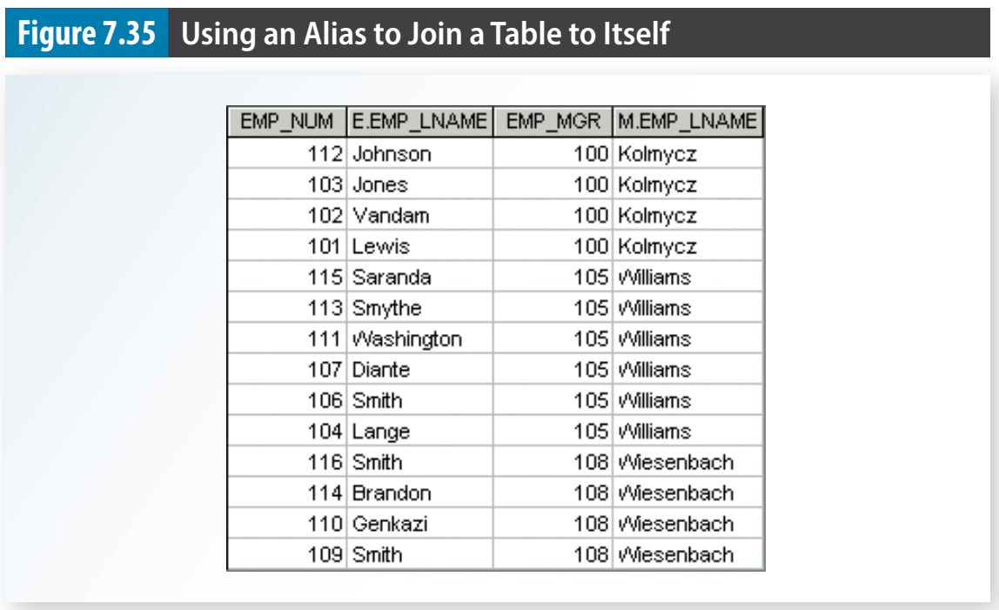 Figure 7.35 Using an Alias to Join a Table to Itself
EMP_NUM E.EMP_LNAME EMP_MGR M.EMP_LNAME
112 Johnson 100 Kolmycz
103 Jones 100 Kolmycz
102 Vandam 100 Kolmycz
101 Lewis 100 Kolmycz
115 Saranda 105 Williams
113 Smythe 105 Williams
111 Washington 105 Williams
107 Diante 105 Williams
106 Smith 105 Williams
104 Lange 105 Williams
116 Smith 108 Wiesenbach
114 Brandon 108 Wiesenbach
110 Genkazi 108 Wiesenbach
109 Smith 108 Wiesenbach